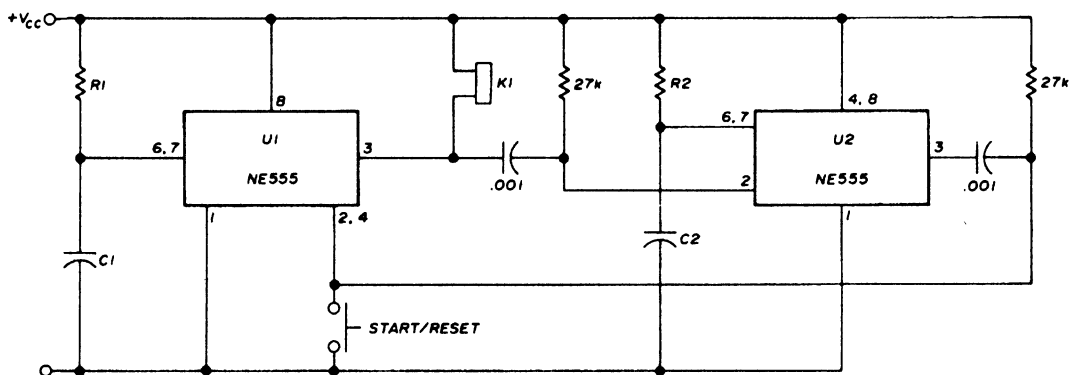 +VCC
R1
8
K1
27k
R2
4, 8
27k
U1
NE555
6, 7
3
1
2, 4
.001
6, 7
U2
NE555
2
3
1
.001
C1
C2
START/RESET